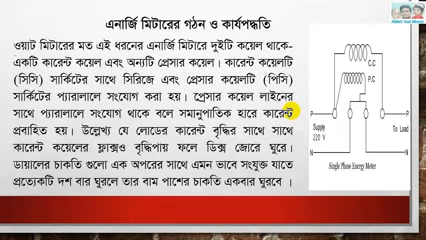 এনার্জি মিটারের গঠন ও কার্যপদ্ধতি
ওয়াট মিটারের মত এই ধরনের এনার্জি মিটারে দুইটি কয়েল থাকে-
একটি কারেন্ট কয়েল এবং অন্যটি প্রেসার কয়েল। কারেন্ট কয়েলটি
(সিসি) সার্কিটের সাথে সিরিজে এবং প্রেসার কয়েলটি (পিসি)
সার্কিটের প্যারালালে সংযোগ করা হয়। প্রেসার কয়েল লাইনের
সাথে প্যারালালে সংযোগ থাকে বলে সমানুপাতিক হারে কারেন্ট
প্রবাহিত হয়। উল্লেখ্য যে লোডের কারেন্ট বৃদ্ধির সাথে সাথে
কারেন্ট কয়েলের ফ্লাক্সও বৃদ্ধিপায় ফলে ডিক্স জোরে ঘুরে।
ডায়ালের চাকতি গুলো এক অপরের সাথে এমন ভাবে সংযুক্ত যাতে
প্রত্যেকটি দশ বার ঘুরলে তার বাম পাশের চাকতি একবার ঘুরবে ।
C.C
P.C
P
P
Supply
220 V
To Load
N
N
Single Phase Energy Meter